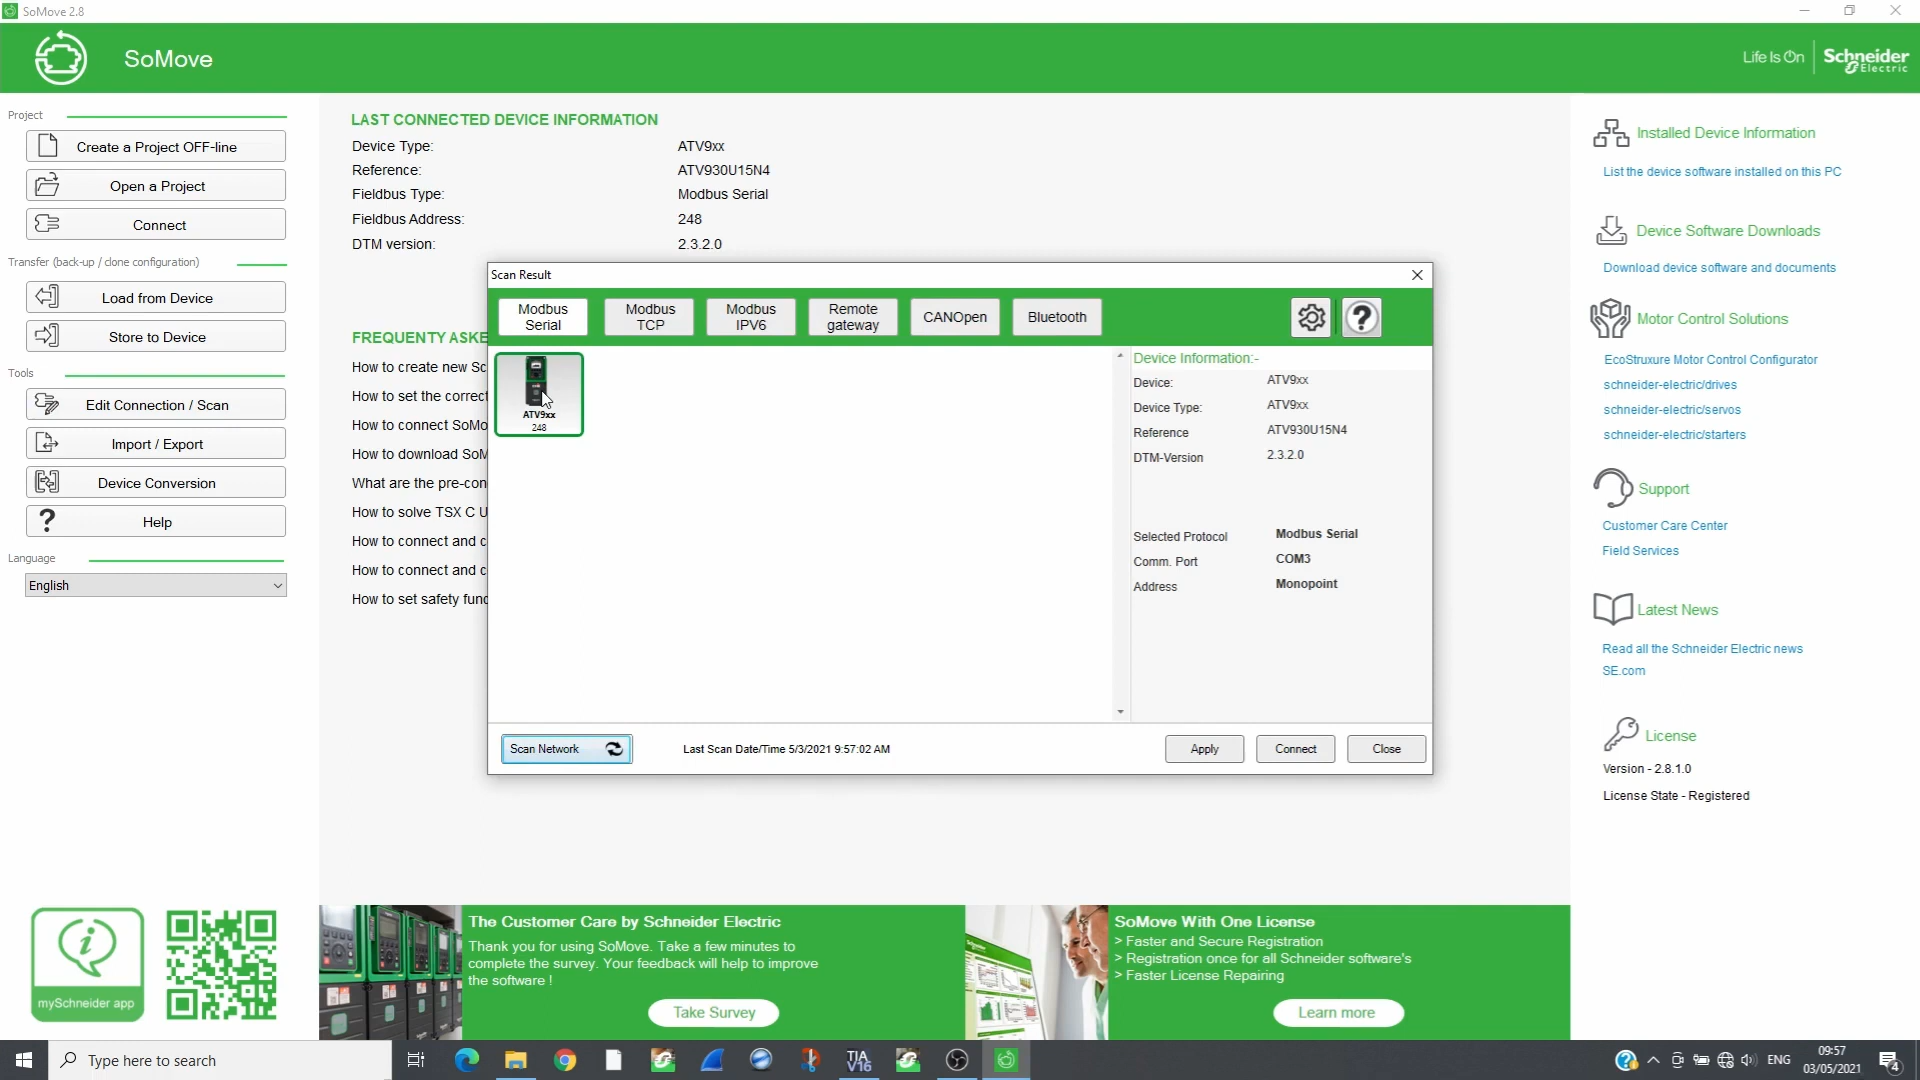 SoMove 2.8
SoMove
Life Is On
Schneider
Electric
Project
Create a Project OFF-line
Open a Project
Connect
Transfer (back-up / clone configuration)
Load from Device
Store to Device
Tools
Edit Connection / Scan
Import / Export
Device Conversion
Help
Language
English
mySchneider app
LAST CONNECTED DEVICE INFORMATION
Device Type: ATV9xx
Reference: ATV930U15N4
Fieldbus Type: Modbus Serial
Fieldbus Address: 248
DTM version: 2.3.2.0
FREQUENTY ASKE
How to create new Sc
How to set the correct
How to connect SoMo
How to download SoM
What are the pre-con
How to solve TSX C U
How to connect and c
How to connect and c
How to set safety func
Scan Result
Modbus
Serial
Modbus
TCP
Modbus
IPV6
Remote
gateway
CANOpen
Bluetooth
ATV9xx
248
Device Information:-
Device: ATV9xx
Device Type: ATV9xx
Reference ATV930U15N4
DTM-Version 2.3.2.0
Selected Protocol Modbus Serial
Comm. Port COM3
Address Monopoint
Scan Network
Last Scan Date/Time 5/3/2021 9:57:02 AM
Apply
Connect
Close
Installed Device Information
List the device software installed on this PC
Device Software Downloads
Download device software and documents
Motor Control Solutions
EcoStruxure Motor Control Configurator
schneider-electric/drives
schneider-electric/servos
schneider-electric/starters
Support
Customer Care Center
Field Services
Latest News
Read all the Schneider Electric news
SE.com
License
Version - 2.8.1.0
License State - Registered
The Customer Care by Schneider Electric
Thank you for using SoMove. Take a few minutes to
complete the survey. Your feedback will help to improve
the software !
Take Survey
SoMove With One License
> Faster and Secure Registration
> Registration once for all Schneider software's
> Faster License Repairing
Learn more
Type here to search
TIA
V16
ENG
09:57
03/05/2021
4